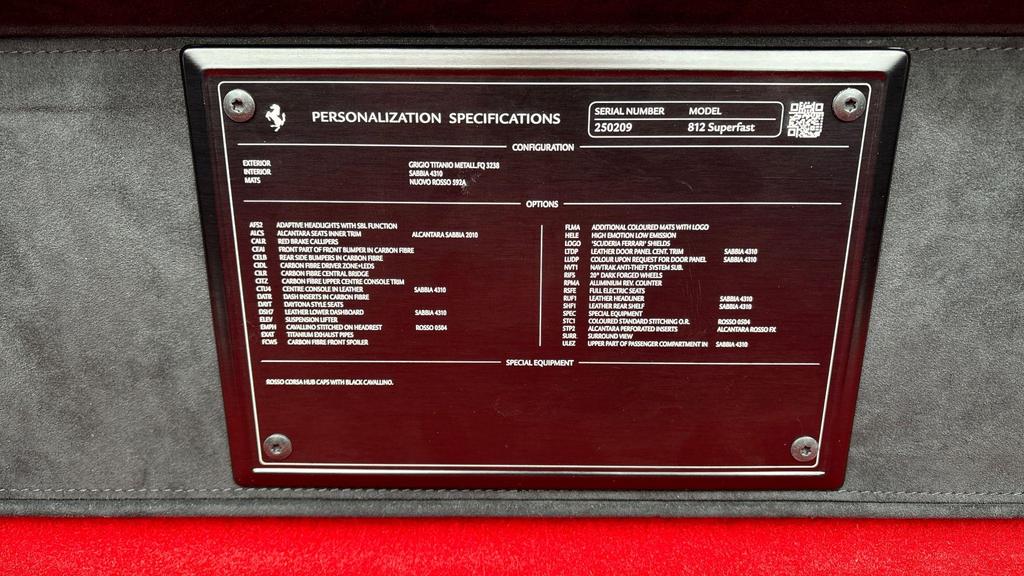 PERSONALIZATION SPECIFICATIONS
SERIAL NUMBER MODEL
250209 812 Superfast
CONFIGURATION
EXTERIOR GRIGIO TITANIO METALL.FQ 3238
INTERIOR SABBIA 4310
MATS NUOVO ROSSO 592A
OPTIONS
AFS2 ADAPTIVE HEADLIGHTS WITH SBL FUNCTION
ALCS ALCANTARA SEATS INNER TRIM ALCANTARA SABBIA 2010
CALR RED BRAKE CALLIPERS
CEA1 FRONT PART OF FRONT BUMPER IN CARBON FIBRE
CELB REAR SIDE BUMPERS IN CARBON FIBRE
CIDL CARBON FIBRE DRIVER ZONE+LEDS
CILR CARBON FIBRE CENTRAL BRIDGE
CITZ CARBON FIBRE UPPER CENTRE CONSOLE TRIM
CTU4 CENTRE CONSOLE IN LEATHER SABBIA 4310
DATR DASH INSERTS IN CARBON FIBRE
DAYT DAYTONA STYLE SEATS
DSH7 LEATHER LOWER DASHBOARD SABBIA 4310
ELEV SUSPENSION LIFTER
EMPH CAVALLINO STITCHED ON HEADREST ROSSO 0504
EXAT TITANIUM EXHAUST PIPES
FCWS CARBON FIBRE FRONT SPOILER
FLMA ADDITIONAL COLOURED MATS WITH LOGO
HELE HIGH EMOTION LOW EMISSION
LOGO "SCUDERIA FERRARI" SHIELDS
LTDP LEATHER DOOR PANEL CENT. TRIM SABBIA 4310
LUDP COLOUR UPON REQUEST FOR DOOR PANEL SABBIA 4310
NVT1 NAVTRAK ANTI-THEFT SYSTEM SUB.
RIFS 20" DARK FORGED WHEELS
RPMA ALLUMINIUM REV. COUNTER
RSFE FULL ELECTRIC SEATS
RUF1 LEATHER HEADLINER SABBIA 4310
SHF1 LEATHER REAR SHELF SABBIA 4310
SPEC SPECIAL EQUIPMENT
STC1 COLOURED STANDARD STITCHING O.R. ROSSO 0504
STP2 ALCANTARA PERFORATED INSERTS ALCANTARA ROSSO FX
SURR SURROUND VIEW
ULEZ UPPER PART OF PASSENGER COMPARTMENT IN SABBIA 4310
SPECIAL EQUIPMENT
ROSSO CORSA HUB CAPS WITH BLACK CAVALLINO.